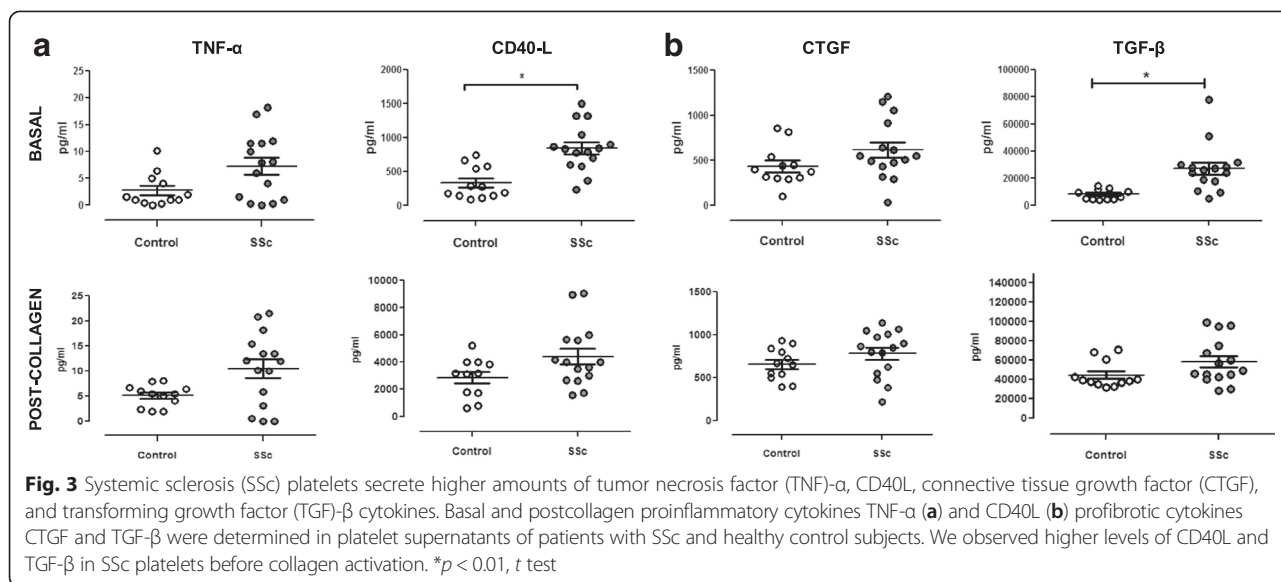 a b
TNF-α CD40-L CTGF TGF-β
BASAL
pg/ml
25
20
15
10
5
0
Control SSc
pg/ml
2000
1500
1000
500
0
*
Control SSc
pg/ml
1500
1000
500
0
Control SSc
pg/ml
100000
80000
60000
40000
20000
0
*
Control SSc
POST-COLLAGEN
pg/ml
25
20
15
10
5
0
Control SSc
pg/ml
10000
8000
6000
4000
2000
0
Control SSc
pg/ml
1500
1000
500
0
Control SSc
pg/ml
140000
120000
100000
80000
60000
40000
20000
0
Control SSc
Fig. 3 Systemic sclerosis (SSc) platelets secrete higher amounts of tumor necrosis factor (TNF)-α, CD40L, connective tissue growth factor (CTGF),
and transforming growth factor (TGF)-β cytokines. Basal and postcollagen proinflammatory cytokines TNF-α (a) and CD40L (b) profibrotic cytokines
CTGF and TGF-β were determined in platelet supernatants of patients with SSc and healthy control subjects. We observed higher levels of CD40L and
TGF-β in SSc platelets before collagen activation. *p < 0.01, t test